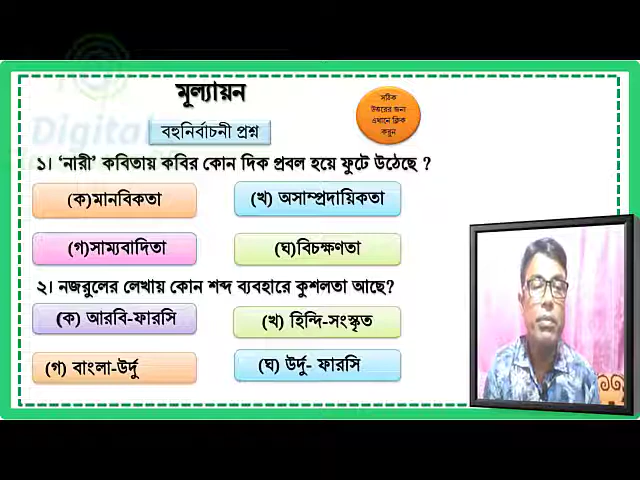 মূল্যায়ন
সঠিক
উত্তরের জন্য
এখানে ক্লিক
করুন
Digital
বহুনির্বাচনী প্রশ্ন
১। ‘নারী’ কবিতায় কবির কোন দিক প্রবল হয়ে ফুটে উঠেছে ?
(ক)মানবিকতা
(খ) অসাম্প্রদায়িকতা
(গ)সাম্যবাদিতা
(ঘ)বিচক্ষণতা
২। নজরুলের লেখায় কোন শব্দ ব্যবহারে কুশলতা আছে?
(ক) আরবি-ফারসি
(খ) হিন্দি-সংস্কৃত
(গ) বাংলা-উর্দু
(ঘ) উর্দু- ফারসি